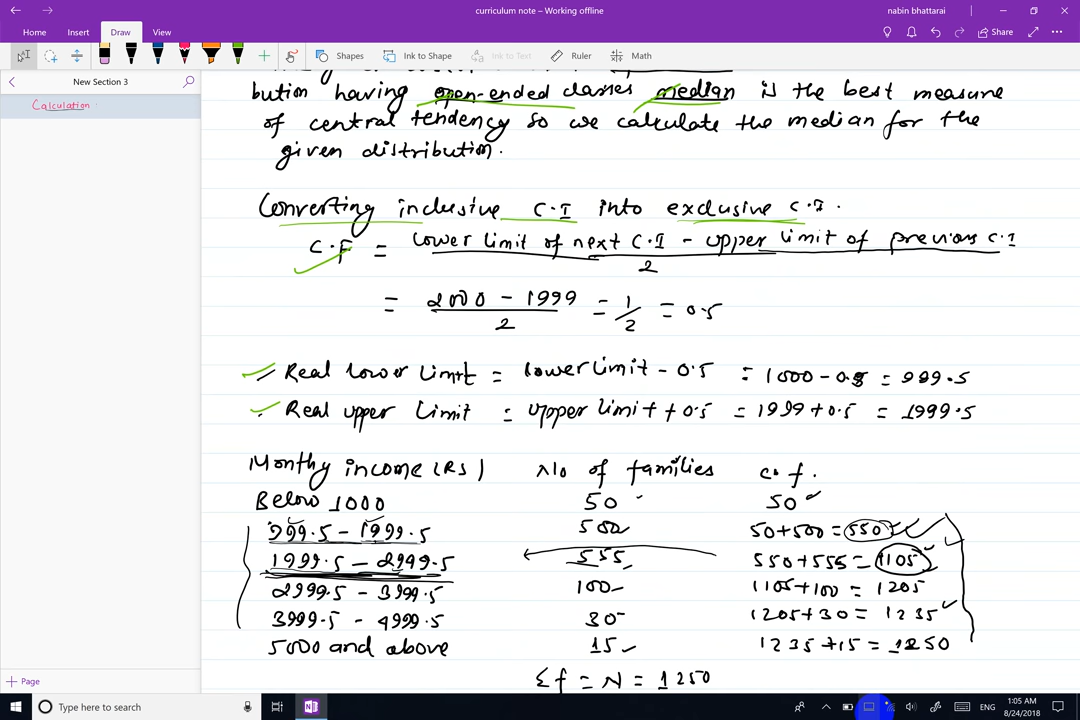 curriculum note – Working offline
nabin bhattarai
Home Insert Draw View
Share
Shapes Ink to Shape Ink to Text Ruler Math
New Section 3
Calculation
bution having open-ended classes median is the best measure
of central tendency so we calculate the median for the
given distribution.
Converting inclusive C.I into exclusive C.I.
C.F = lower limit of next C.I - upper limit of previous C.I
2
= 2000 - 1999 = 1/2 = 0.5
2
Real lower limit = lower limit - 0.5 = 1000 - 0.5 = 999.5
Real upper limit = upper limit + 0.5 = 1999 + 0.5 = 1999.5
Monthy income (RS) No of families c.f.
Below 1000 50 50
999.5 - 1999.5 500 50+500 = 550
1999.5 - 2999.5 555 550+555 = 1105
2999.5 - 3999.5 100 1105+100 = 1205
3999.5 - 4999.5 30 1205+30 = 1235
5000 and above 15 1235+15 = 1250
Σf = N = 1250
+ Page
Type here to search
ENG
1:05 AM
8/24/2018